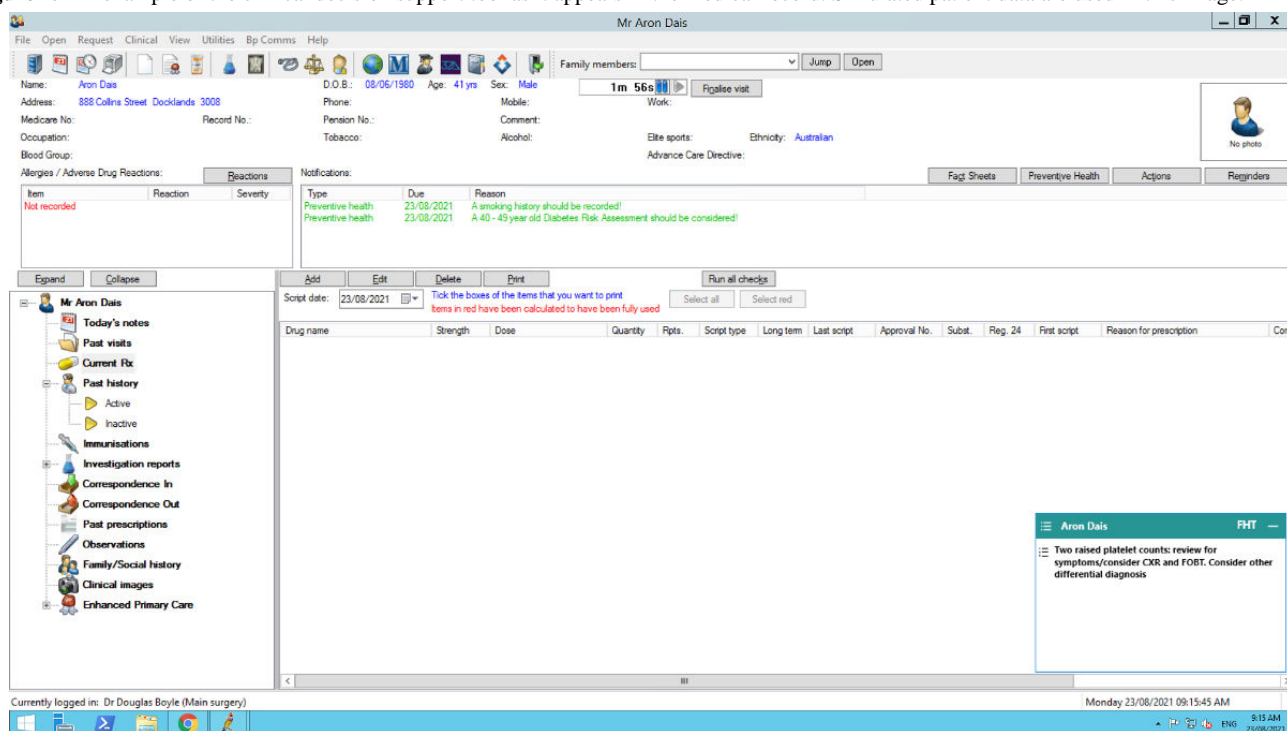 Mr Aron Dais
File Open Request Clinical View Utilities Bp Comms Help
Family members: Jump Open
Name: Aron Dais D.O.B.: 08/06/1980 Age: 41 yrs Sex: Male 1m 56s Finalise visit
Address: 888 Collins Street Docklands 3008 Phone: Mobile: Work:
Medicare No: Record No.: Pension No.: Comment:
Occupation: Tobacco: Alcohol: Elite sports: Ethnicity: Australian
Blood Group: Advance Care Directive:
No photo
Allergies / Adverse Drug Reactions: Reactions Notifications: Fact Sheets Preventive Health Actions Reminders
Item Reaction Severity Type Due Reason
Not recorded Preventive health 23/08/2021 A smoking history should be recorded!
Preventive health 23/08/2021 A 40 - 49 year old Diabetes Risk Assessment should be considered!
Expand Collapse Add Edit Delete Print Run all checks
Script date: 23/08/2021 Tick the boxes of the items that you want to print Select all Select red
Items in red have been calculated to have been fully used
Drug name Strength Dose Quantity Rpts. Script type Long term Last script Approval No. Subst. Reg. 24 First script Reason for prescription
Mr Aron Dais
Today's notes
Past visits
Current Rx
Past history
Active
Inactive
Immunisations
Investigation reports
Correspondence In
Correspondence Out
Past prescriptions
Observations
Family/Social history
Clinical images
Enhanced Primary Care
Aron Dais FHT
Two raised platelet counts: review for
symptoms/consider CXR and FOBT. Consider other
differential diagnosis
Currently logged in: Dr Douglas Boyle (Main surgery) Monday 23/08/2021 09:15:45 AM
ENG 9:15 AM
23/08/2021